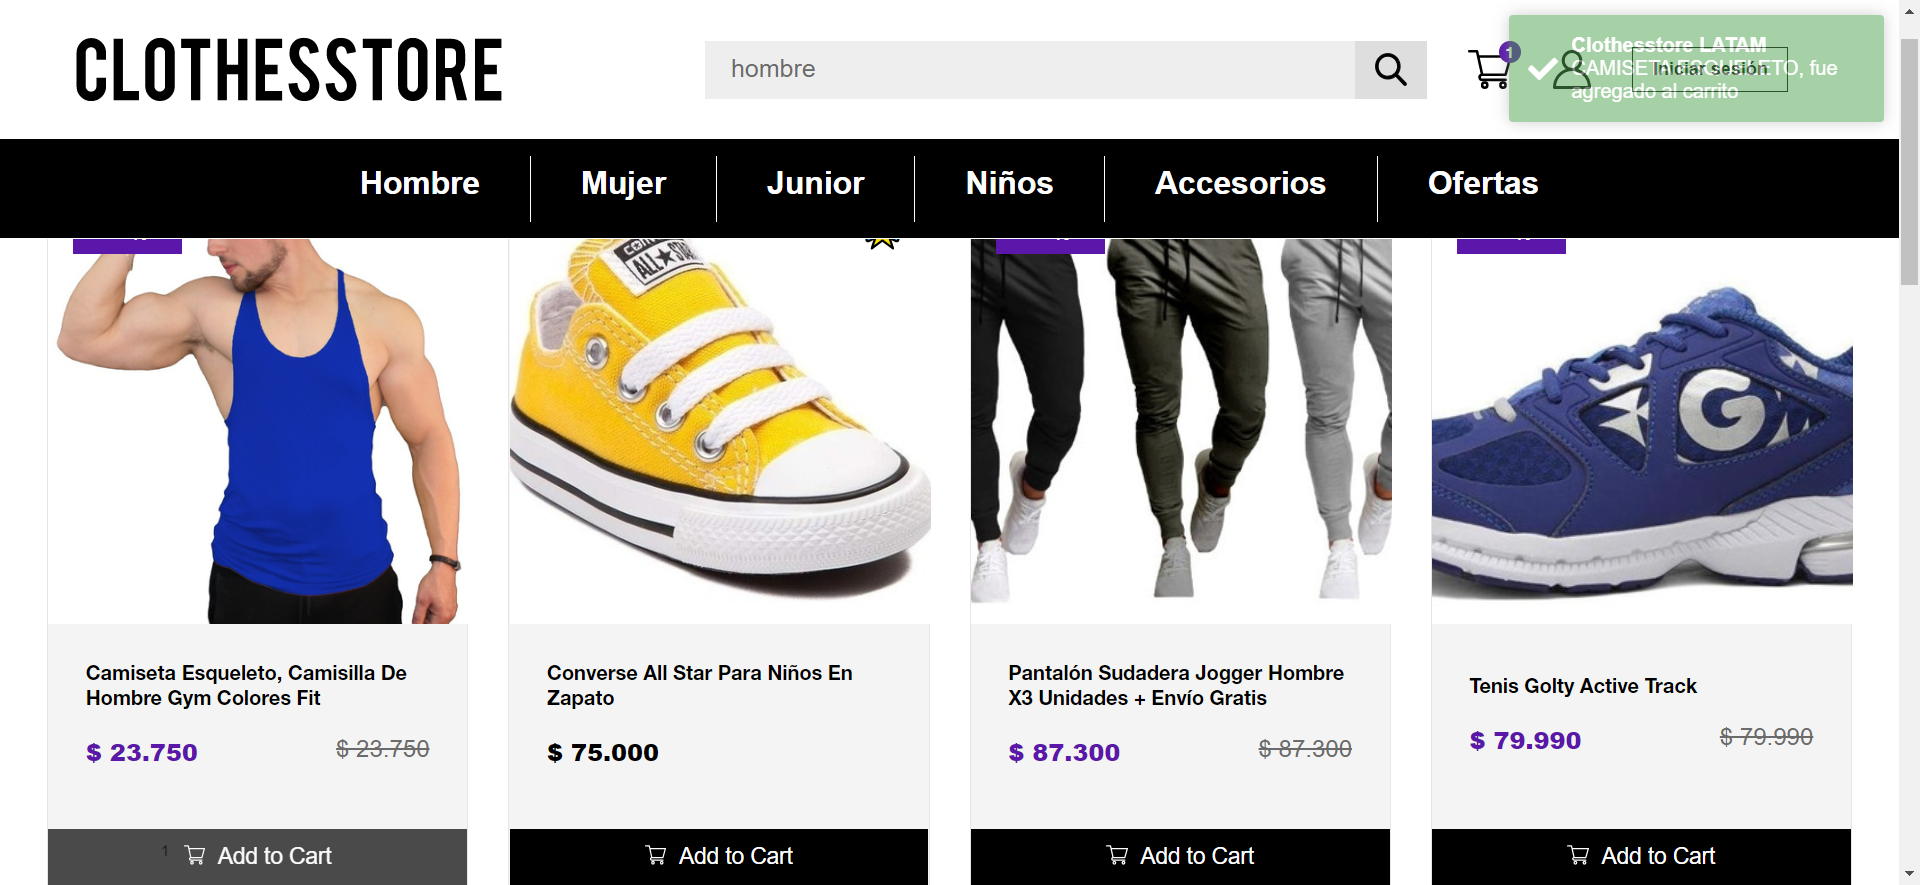 CLOTHESSTORE
hombre
1
Clothesstore LATAM
CAMISETA ESQUELETO, fue
agregado al carrito
Iniciar sesión
Hombre
Mujer
Junior
Niños
Accesorios
Ofertas
ALL STAR
G
Camiseta Esqueleto, Camisilla De
Hombre Gym Colores Fit
$ 23.750
$ 23.750
1
Add to Cart
Converse All Star Para Niños En
Zapato
$ 75.000
Add to Cart
Pantalón Sudadera Jogger Hombre
X3 Unidades + Envío Gratis
$ 87.300
$ 87.300
Add to Cart
Tenis Golty Active Track
$ 79.990
$ 79.990
Add to Cart